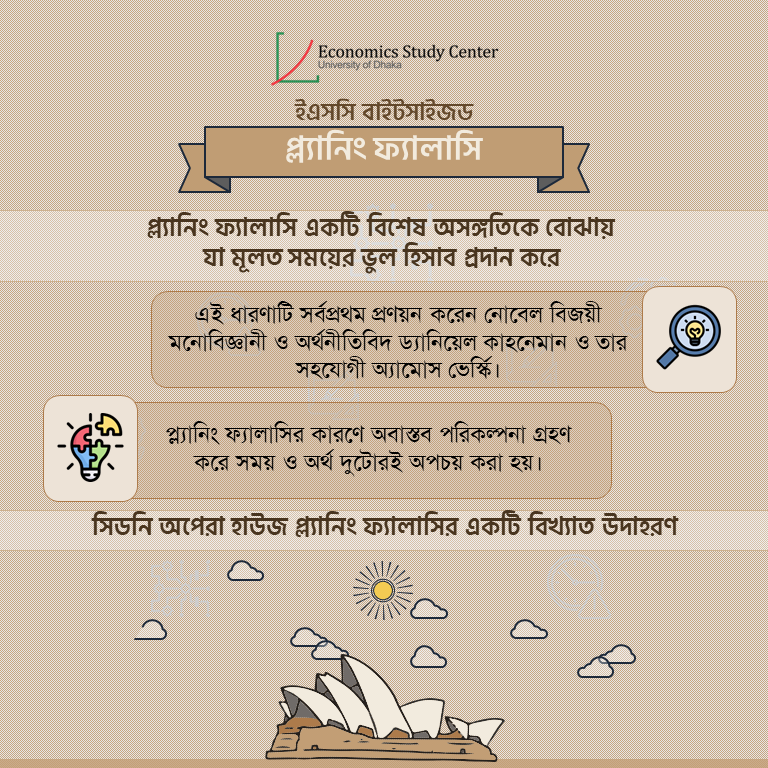 Economics Study Center
University of Dhaka
ইএসসি বাইটসাইজড
প্ল্যানিং ফ্যালাসি
প্ল্যানিং ফ্যালাসি একটি বিশেষ অসঙ্গতিকে বোঝায়
যা মূলত সময়ের ভুল হিসাব প্রদান করে
এই ধারণাটি সর্বপ্রথম প্রণয়ন করেন নোবেল বিজয়ী
মনোবিজ্ঞানী ও অর্থনীতিবিদ ড্যানিয়েল কাহনেমান ও তার
সহযোগী অ্যামোস ভের্স্কি।
প্ল্যানিং ফ্যালাসির কারণে অবাস্তব পরিকল্পনা গ্রহণ
করে সময় ও অর্থ দুটোরই অপচয় করা হয়।
সিডনি অপেরা হাউজ প্ল্যানিং ফ্যালাসির একটি বিখ্যাত উদাহরণ